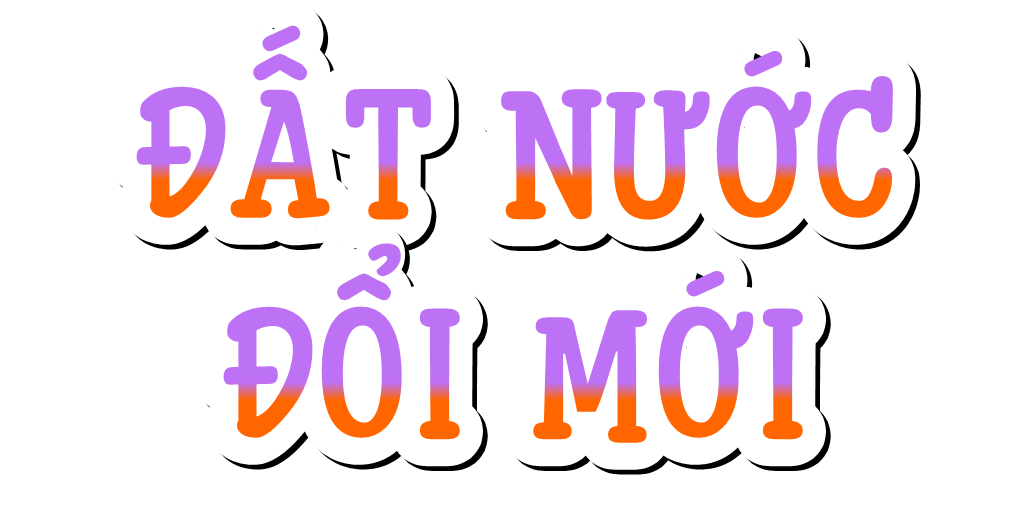 ĐẤT NƯỚC
ĐỔI MỚI